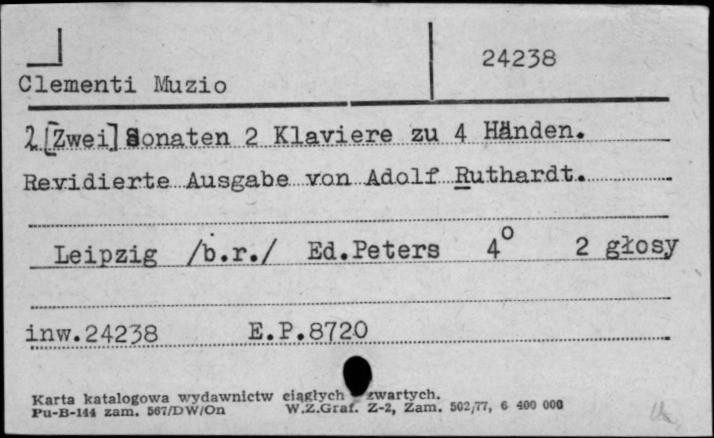 24238
Clementi Muzio
2 [Zwei] Sonaten 2 Klaviere zu 4 Händen.
Revidierte Ausgabe von Adolf Ruthardt.
Leipzig /b.r./ Ed.Peters 4° 2 głosy
inw.24238 E.P.8720
Karta katalogowa wydawnictw ciągłych zwartych.
Pu-B-144 zam. 567/DW/On W.Z.Graf. Z-2, Zam. 502/77, 6 400 000